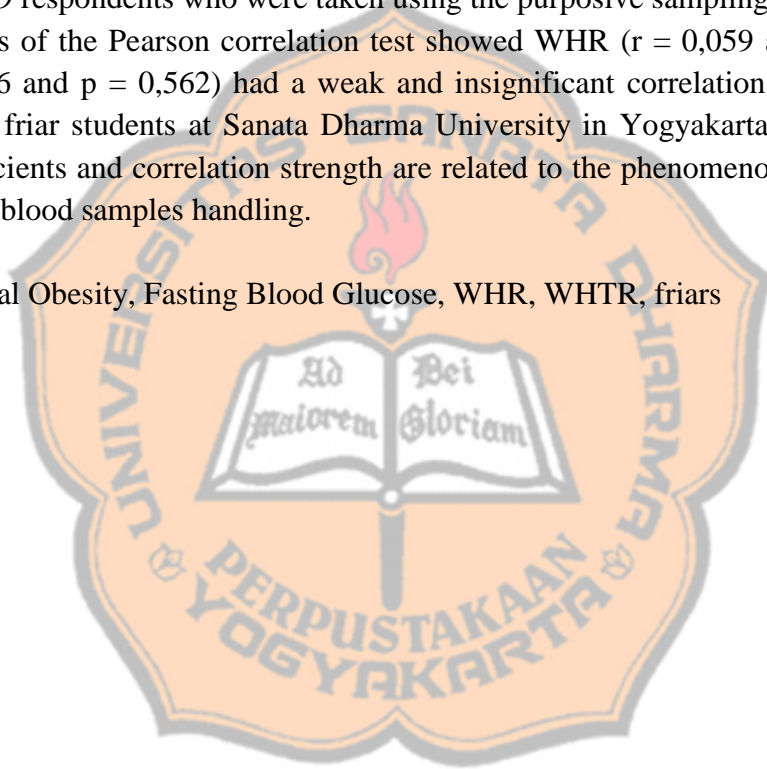 respondents who were taken using the purposive sampling
s of the Pearson correlation test showed WHR (r = 0,059
6 and p = 0,562) had a weak and insignificant correlation
friar students at Sanata Dharma University in Yogyakarta
cients and correlation strength are related to the phenomeno
blood samples handling.
al Obesity, Fasting Blood Glucose, WHR, WHTR, friars
UNIVERSITAS SANATA DHARMA
Ad Dei
Maiorem Gloriam
PERPUSTAKAAN
YOGYAKARTA